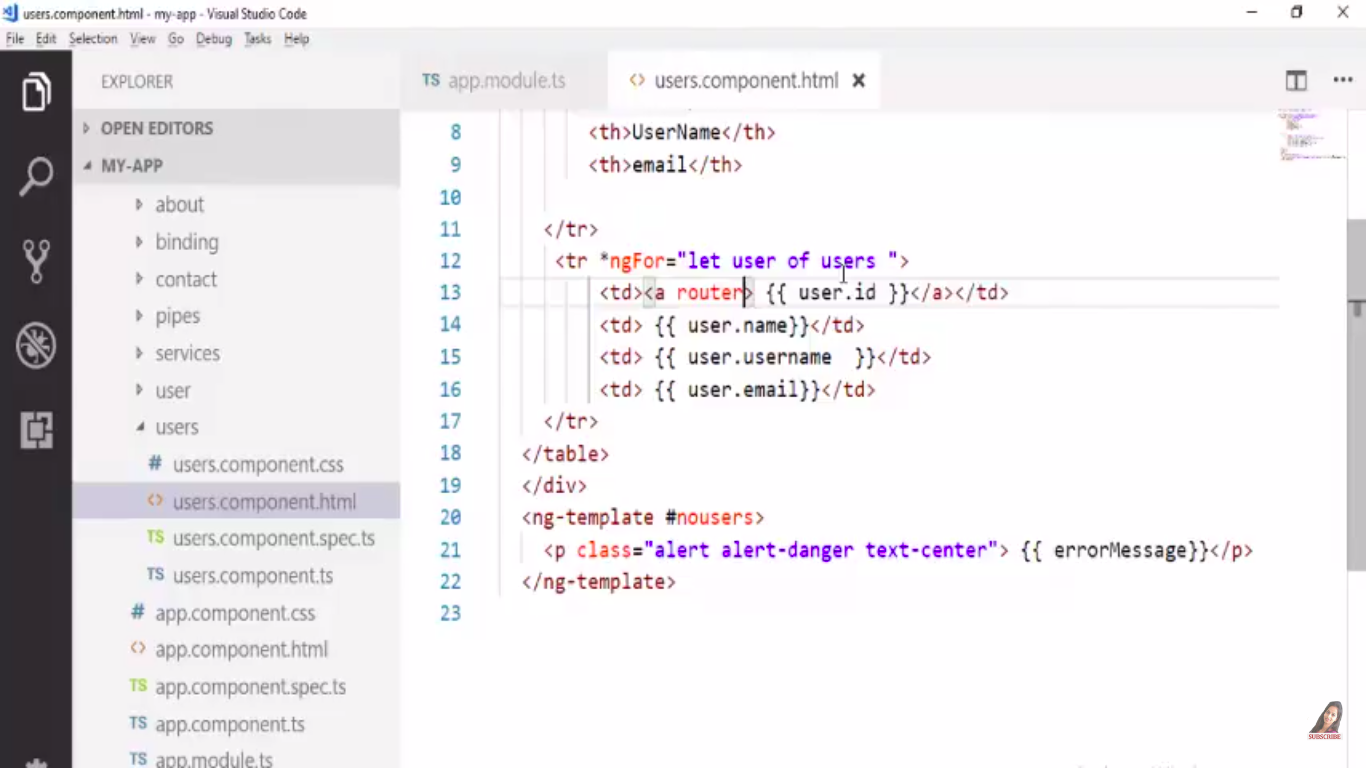 users.component.html - my-app - Visual Studio Code
File Edit Selection View Go Debug Tasks Help
EXPLORER
OPEN EDITORS
MY-APP
about
binding
contact
pipes
services
user
users
# users.component.css
<> users.component.html
TS users.component.spec.ts
TS users.component.ts
# app.component.css
<> app.component.html
TS app.component.spec.ts
TS app.component.ts
TS app.module.ts
TS app.module.ts
<> users.component.html
8 <th>UserName</th>
9 <th>email</th>
10
11 </tr>
12 <tr *ngFor="let user of users ">
13 <td><a router> {{ user.id }}</a></td>
14 <td> {{ user.name}}</td>
15 <td> {{ user.username  }}</td>
16 <td> {{ user.email}}</td>
17 </tr>
18 </table>
19 </div>
20 <ng-template #nousers>
21 <p class="alert alert-danger text-center"> {{ errorMessage}}</p>
22 </ng-template>
23
SUBSCRIBE